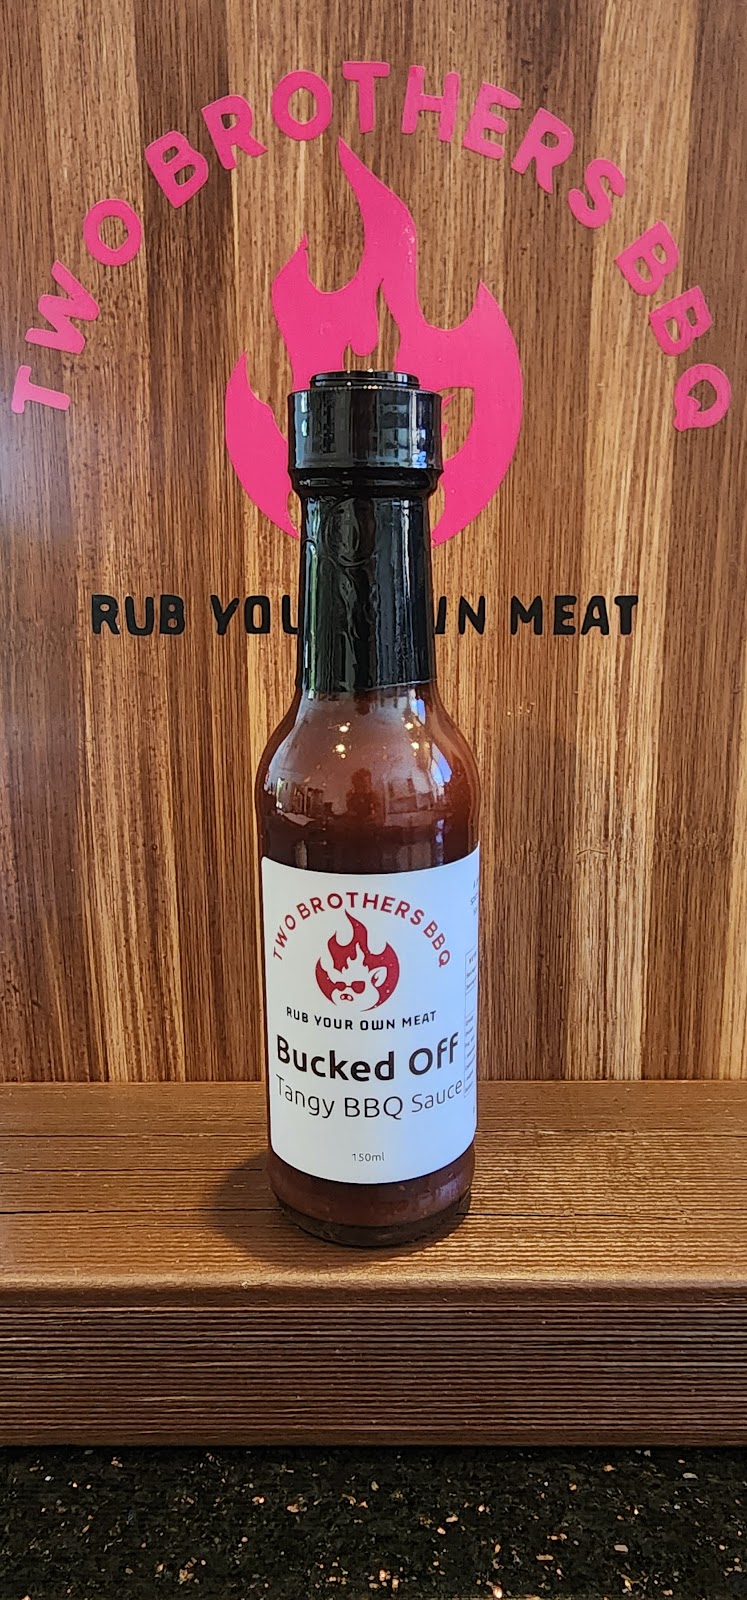 TWO BROTHERS BBQ
RUB YOU WN MEAT
TWO BROTHERS BBQ
RUB YOUR OWN MEAT
Bucked Off
Tangy BBQ Sauce
150ml